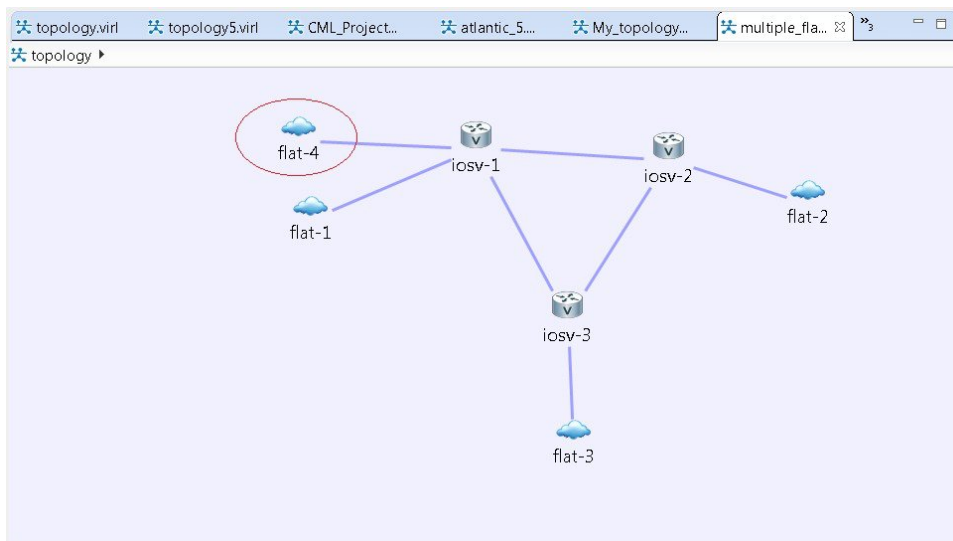 topology.virl topology5.virl CML_Project... atlantic_5.... My_topology... multiple_fla... »3
topology
flat-4
iosv-1
iosv-2
flat-1
flat-2
iosv-3
flat-3